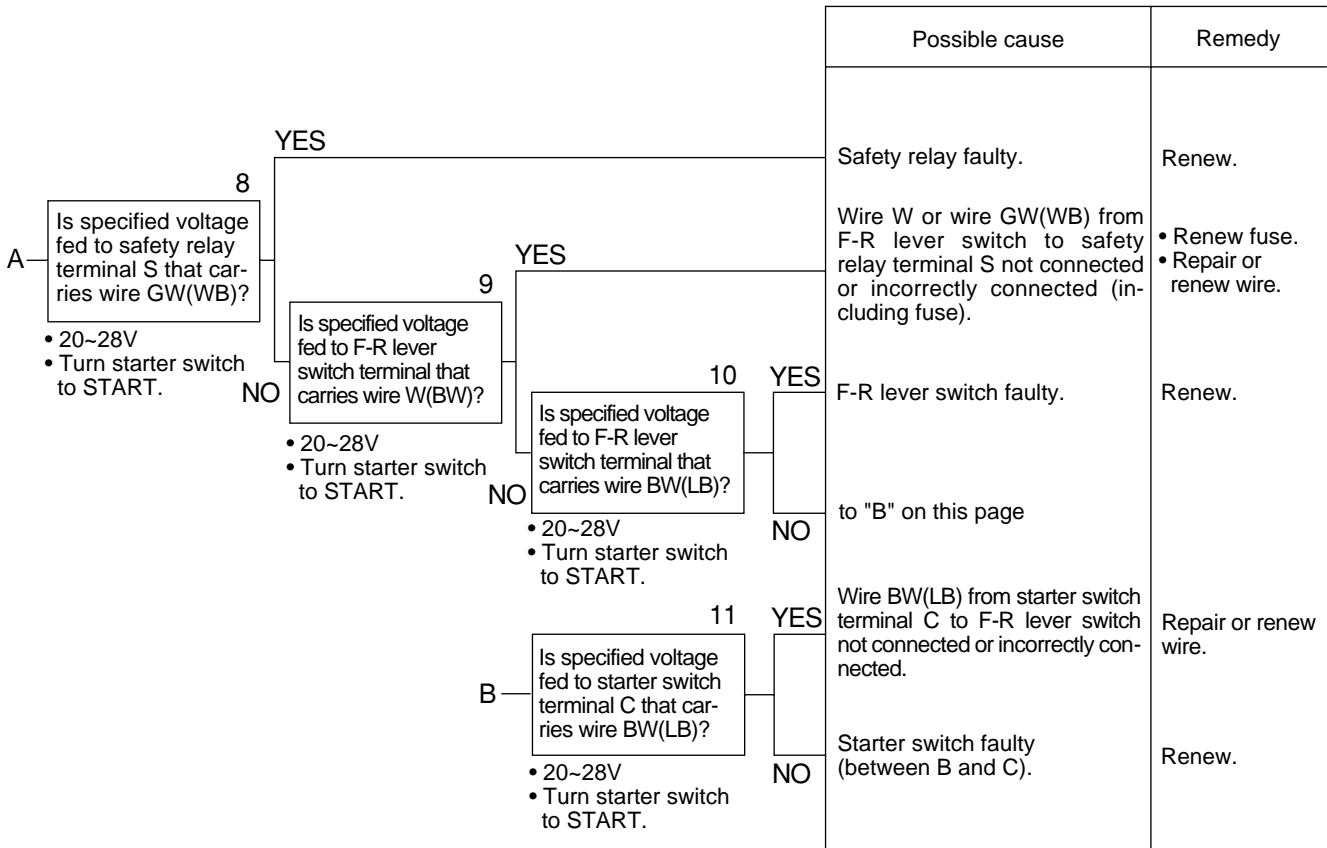 Possible cause
Remedy
YES
Safety relay faulty.
Renew.
8
A
Is specified voltage
fed to safety relay
terminal S that car-
ries wire GW(WB)?
• 20~28V
• Turn starter switch
to START.
NO
YES
Wire W or wire GW(WB) from
F-R lever switch to safety
relay terminal S not connected
or incorrectly connected (in-
cluding fuse).
• Renew fuse.
• Repair or
renew wire.
9
Is specified voltage
fed to F-R lever
switch terminal that
carries wire W(BW)?
• 20~28V
• Turn starter switch
to START.
NO
10
YES
F-R lever switch faulty.
Renew.
Is specified voltage
fed to F-R lever
switch terminal that
carries wire BW(LB)?
• 20~28V
• Turn starter switch
to START.
NO
to "B" on this page
11
YES
Wire BW(LB) from starter switch
terminal C to F-R lever switch
not connected or incorrectly con-
nected.
Repair or renew
wire.
B
Is specified voltage
fed to starter switch
terminal C that car-
ries wire BW(LB)?
• 20~28V
• Turn starter switch
to START.
NO
Starter switch faulty
(between B and C).
Renew.